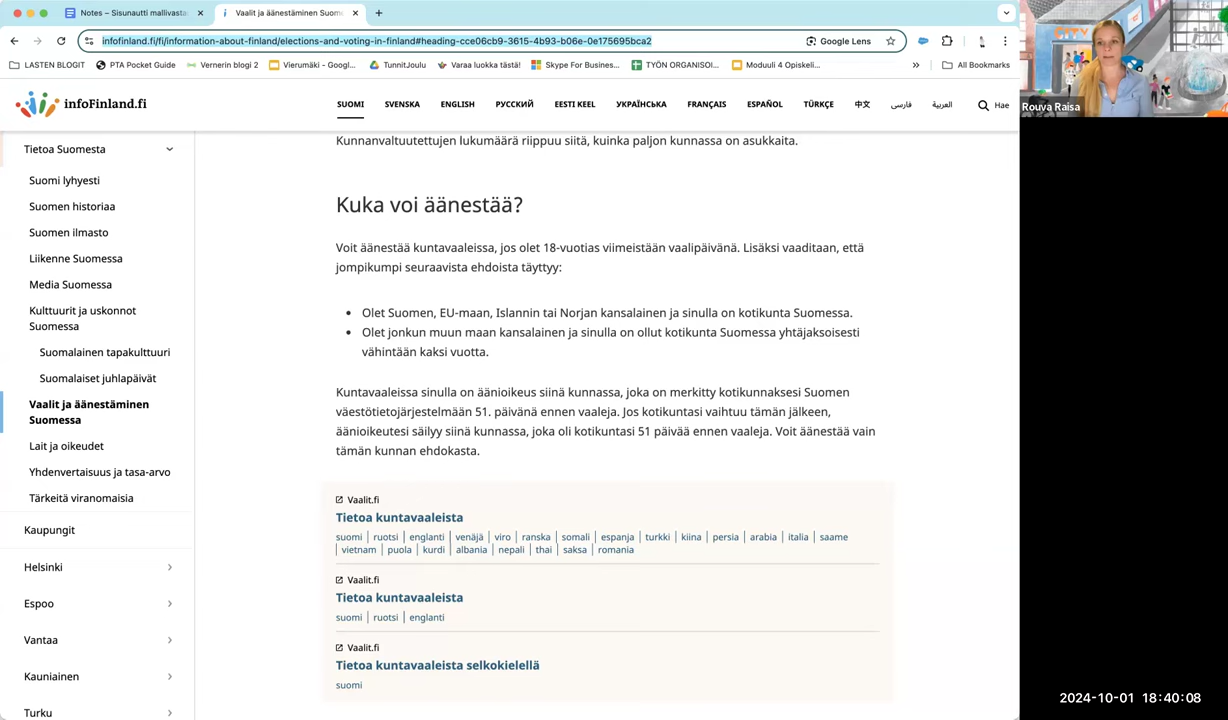 Notes – Sisunautti mallivasta
Vaalit ja äänestäminen Suome
infofinland.fi/fi/information-about-finland/elections-and-voting-in-finland#heading-cce06cb9-3615-4b93-b06e-0e175695bca2
Google Lens
LASTEN BLOGIT
PTA Pocket Guide
Vernerin blogi 2
Vierumäki - Googl...
TunnitJoulu
Varaa luokka tästä!
Skype For Busines...
TYÖN ORGANISOI...
Moduuli 4 Opiskeli...
»
All Bookmarks
infoFinland.fi
SUOMI
SVENSKA
ENGLISH
РУССКИЙ
EESTI KEEL
УКРАЇНСЬКА
FRANÇAIS
ESPAÑOL
TÜRKÇE
中文
فارسی
العربية
Hae
Rouva Raisa
Tietoa Suomesta
Suomi lyhyesti
Suomen historiaa
Suomen ilmasto
Liikenne Suomessa
Media Suomessa
Kulttuurit ja uskonnot
Suomessa
Suomalainen tapakulttuuri
Suomalaiset juhlapäivät
Vaalit ja äänestäminen
Suomessa
Lait ja oikeudet
Yhdenvertaisuus ja tasa-arvo
Tärkeitä viranomaisia
Kaupungit
Helsinki
Espoo
Vantaa
Kauniainen
Turku
Kunnanvaltuutettujen lukumäärä riippuu siitä, kuinka paljon kunnassa on asukkaita.
Kuka voi äänestää?
Voit äänestää kuntavaaleissa, jos olet 18-vuotias viimeistään vaalipäivänä. Lisäksi vaaditaan, että
jompikumpi seuraavista ehdoista täyttyy:
• Olet Suomen, EU-maan, Islannin tai Norjan kansalainen ja sinulla on kotikunta Suomessa.
• Olet jonkun muun maan kansalainen ja sinulla on ollut kotikunta Suomessa yhtäjaksoisesti
vähintään kaksi vuotta.
Kuntavaaleissa sinulla on äänioikeus siinä kunnassa, joka on merkitty kotikunnaksesi Suomen
väestötietojärjestelmään 51. päivänä ennen vaaleja. Jos kotikuntasi vaihtuu tämän jälkeen,
äänioikeutesi säilyy siinä kunnassa, joka oli kotikuntasi 51 päivää ennen vaaleja. Voit äänestää vain
tämän kunnan ehdokasta.
Vaalit.fi
Tietoa kuntavaaleista
suomi | ruotsi | englanti | venäjä | viro | ranska | somali | espanja | turkki | kiina | persia | arabia | italia | saame
| vietnam | puola | kurdi | albania | nepali | thai | saksa | romania
Vaalit.fi
Tietoa kuntavaaleista
suomi | ruotsi | englanti
Vaalit.fi
Tietoa kuntavaaleista selkokielellä
suomi
2024-10-01 18:40:08